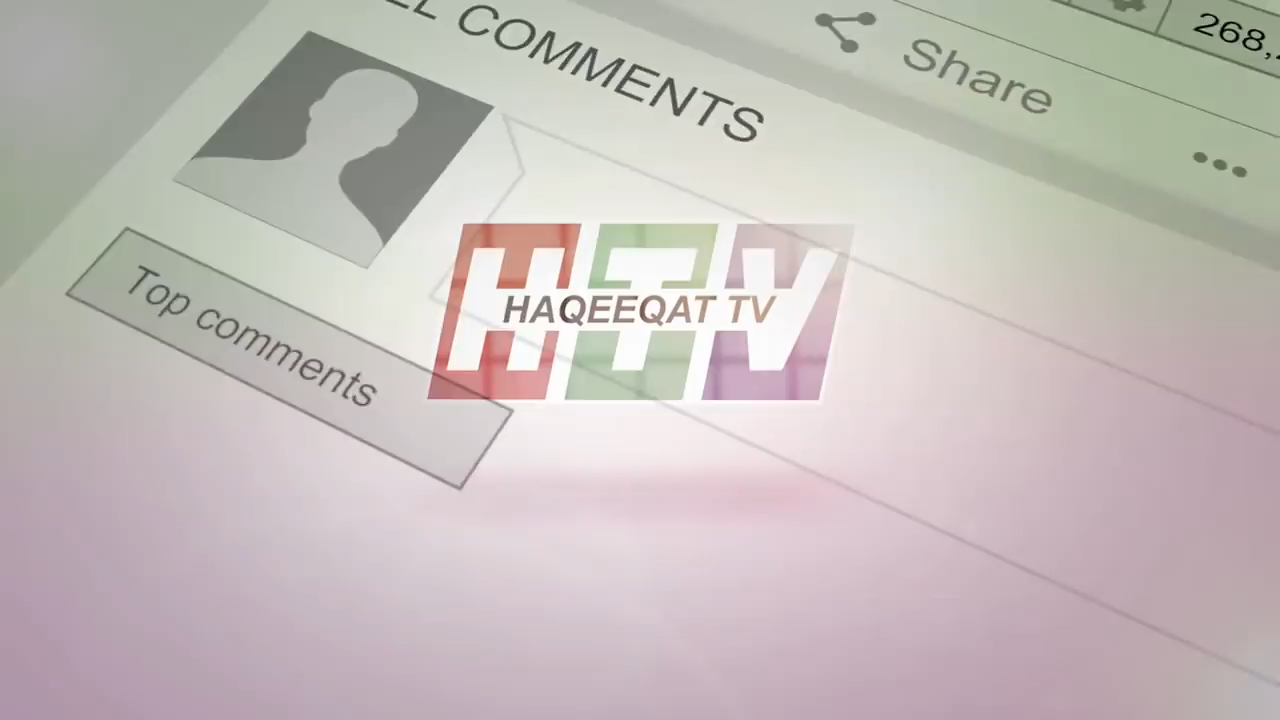 COMMENTS
268,
Share
Top comments
HTV
HAQEEQAT TV